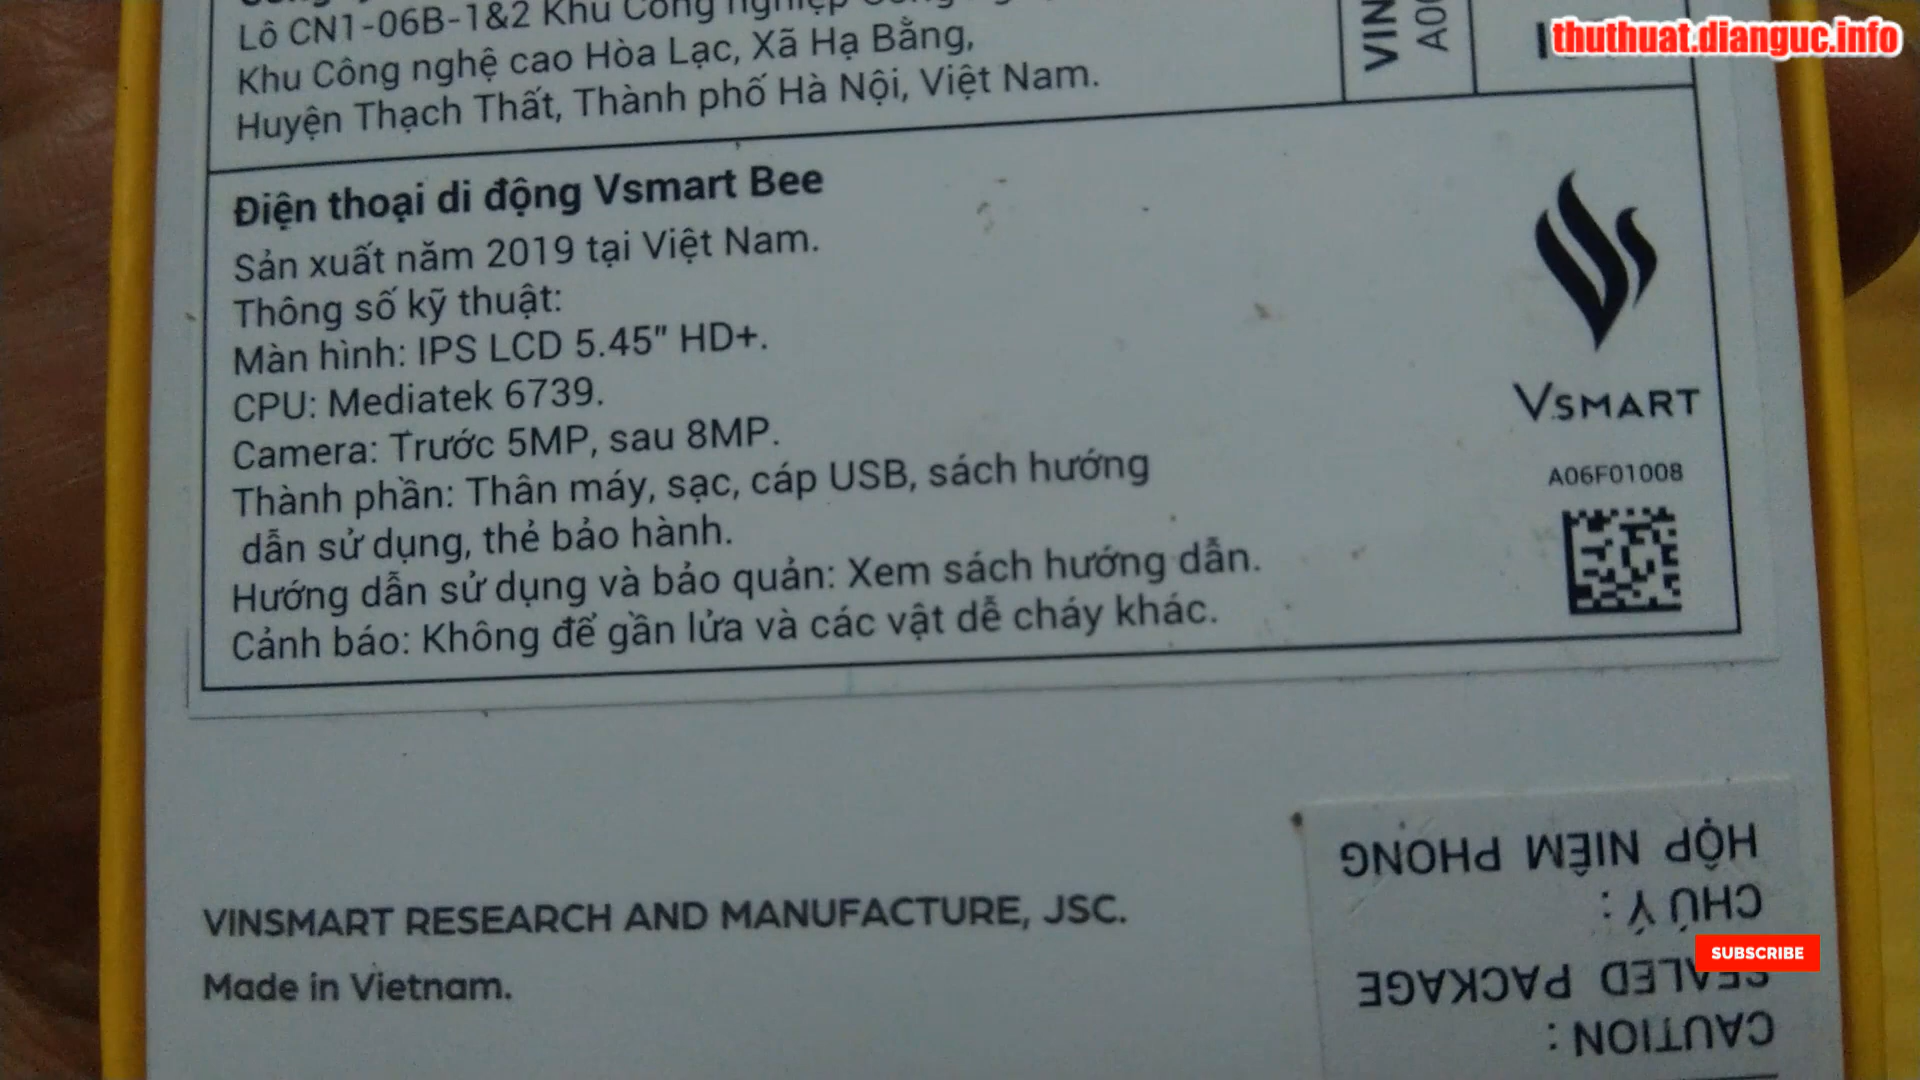 Lô CN1-06B-1&2 Khu Công nghiệp
Khu Công nghệ cao Hòa Lạc, Xã Hạ Bằng,
Huyện Thạch Thất, Thành phố Hà Nội, Việt Nam.
VIN
thuthuat.dianguc.info
Điện thoại di động Vsmart Bee
Sản xuất năm 2019 tại Việt Nam.
Thông số kỹ thuật:
Màn hình: IPS LCD 5.45" HD+.
CPU: Mediatek 6739.
Camera: Trước 5MP, sau 8MP.
Thành phần: Thân máy, sạc, cáp USB, sách hướng
dẫn sử dụng, thẻ bảo hành.
Hướng dẫn sử dụng và bảo quản: Xem sách hướng dẫn.
Cảnh báo: Không để gần lửa và các vật dễ cháy khác.
VSMART
A06F01008
VINSMART RESEARCH AND MANUFACTURE, JSC.
Made in Vietnam.
CAUTION :
SEALED PACKAGE
CHÚ Ý :
HỘP NIÊM PHONG
SUBSCRIBE